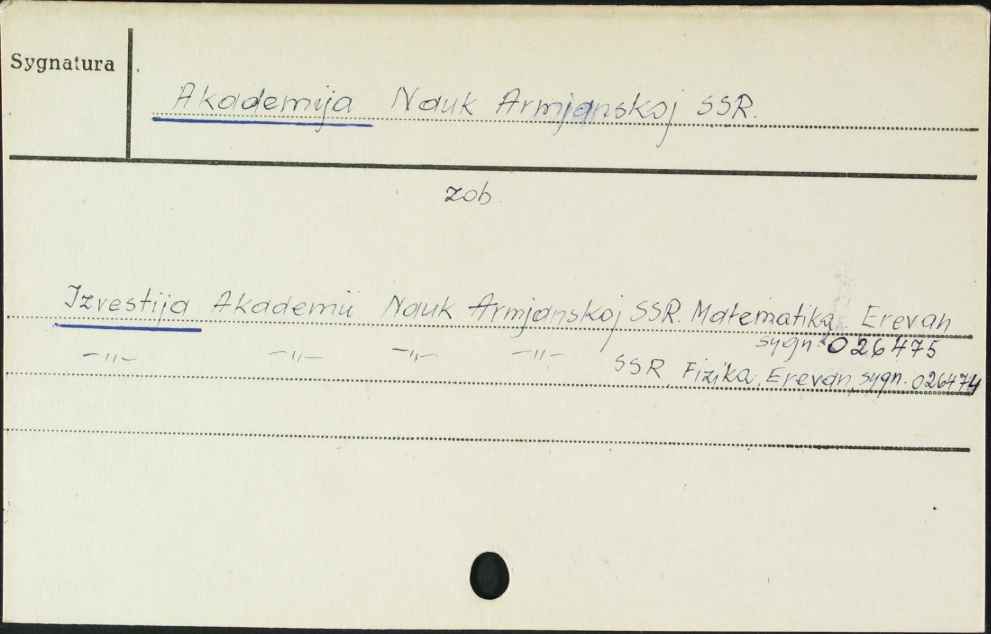 Sygnatura
Akademija Nauk Armjanskoj SSR.
zob.
Izvestija Akademii Nauk Armjanskoj SSR. Matematika, Erevan
sygn. 026475
—"— —"— —"— —"— SSR, Fizika, Erevan, sygn. 026474